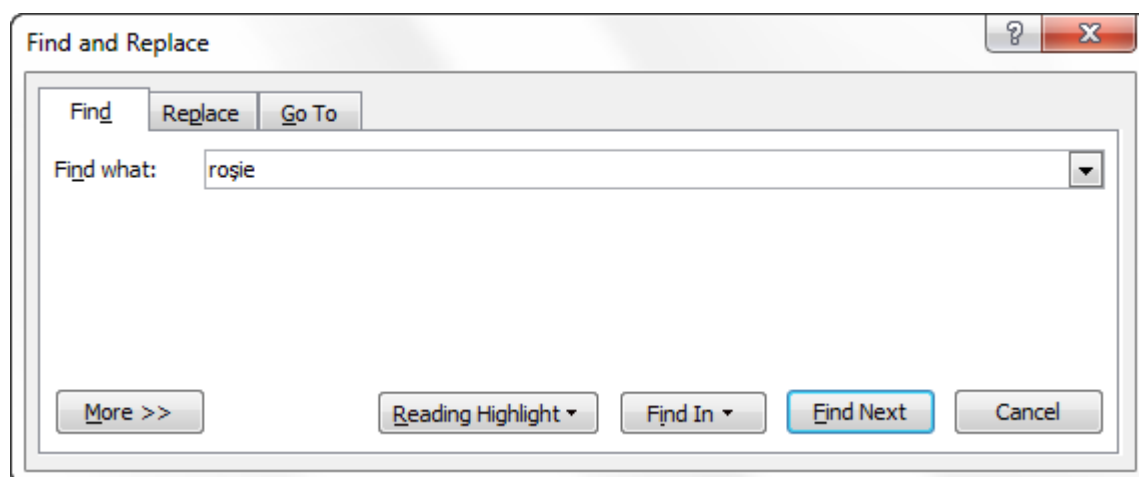 Find and Replace
Find Replace Go To
Find what: roşie
More >> Reading Highlight Find In Find Next Cancel